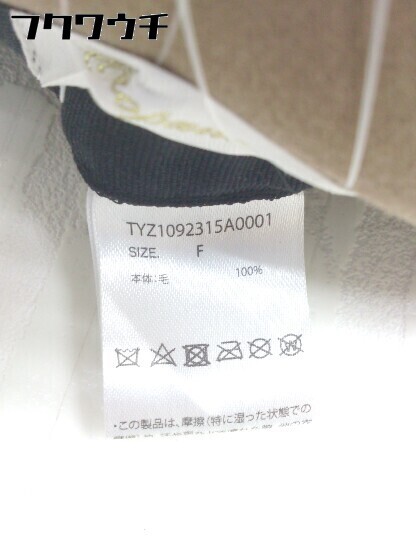 フクワウチ
TYZ1092315A0001
SIZE. F
本体:毛 100%
・この製品は、摩擦(特に湿った状態での